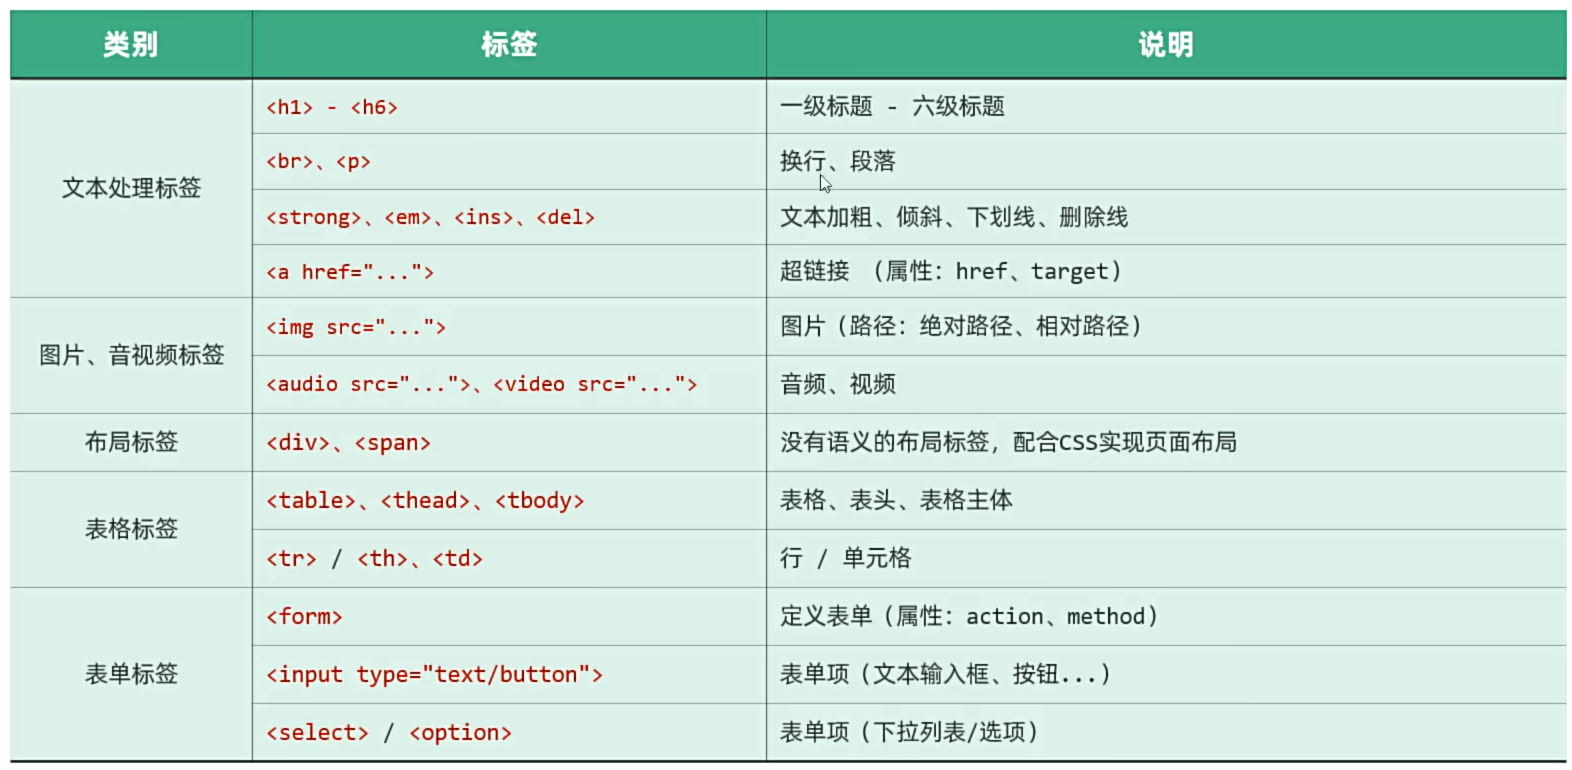 类别 标签 说明
文本处理标签
<h1> - <h6> 一级标题 - 六级标题
<br>、<p> 换行、段落
<strong>、<em>、<ins>、<del> 文本加粗、倾斜、下划线、删除线
<a href="..."> 超链接 （属性：href、target）
图片、音视频标签
<img src="..."> 图片（路径：绝对路径、相对路径）
<audio src="...">、<video src="..."> 音频、视频
布局标签 <div>、<span> 没有语义的布局标签，配合CSS实现页面布局
表格标签
<table>、<thead>、<tbody> 表格、表头、表格主体
<tr> / <th>、<td> 行 / 单元格
表单标签
<form> 定义表单（属性：action、method）
<input type="text/button"> 表单项（文本输入框、按钮...）
<select> / <option> 表单项（下拉列表/选项）